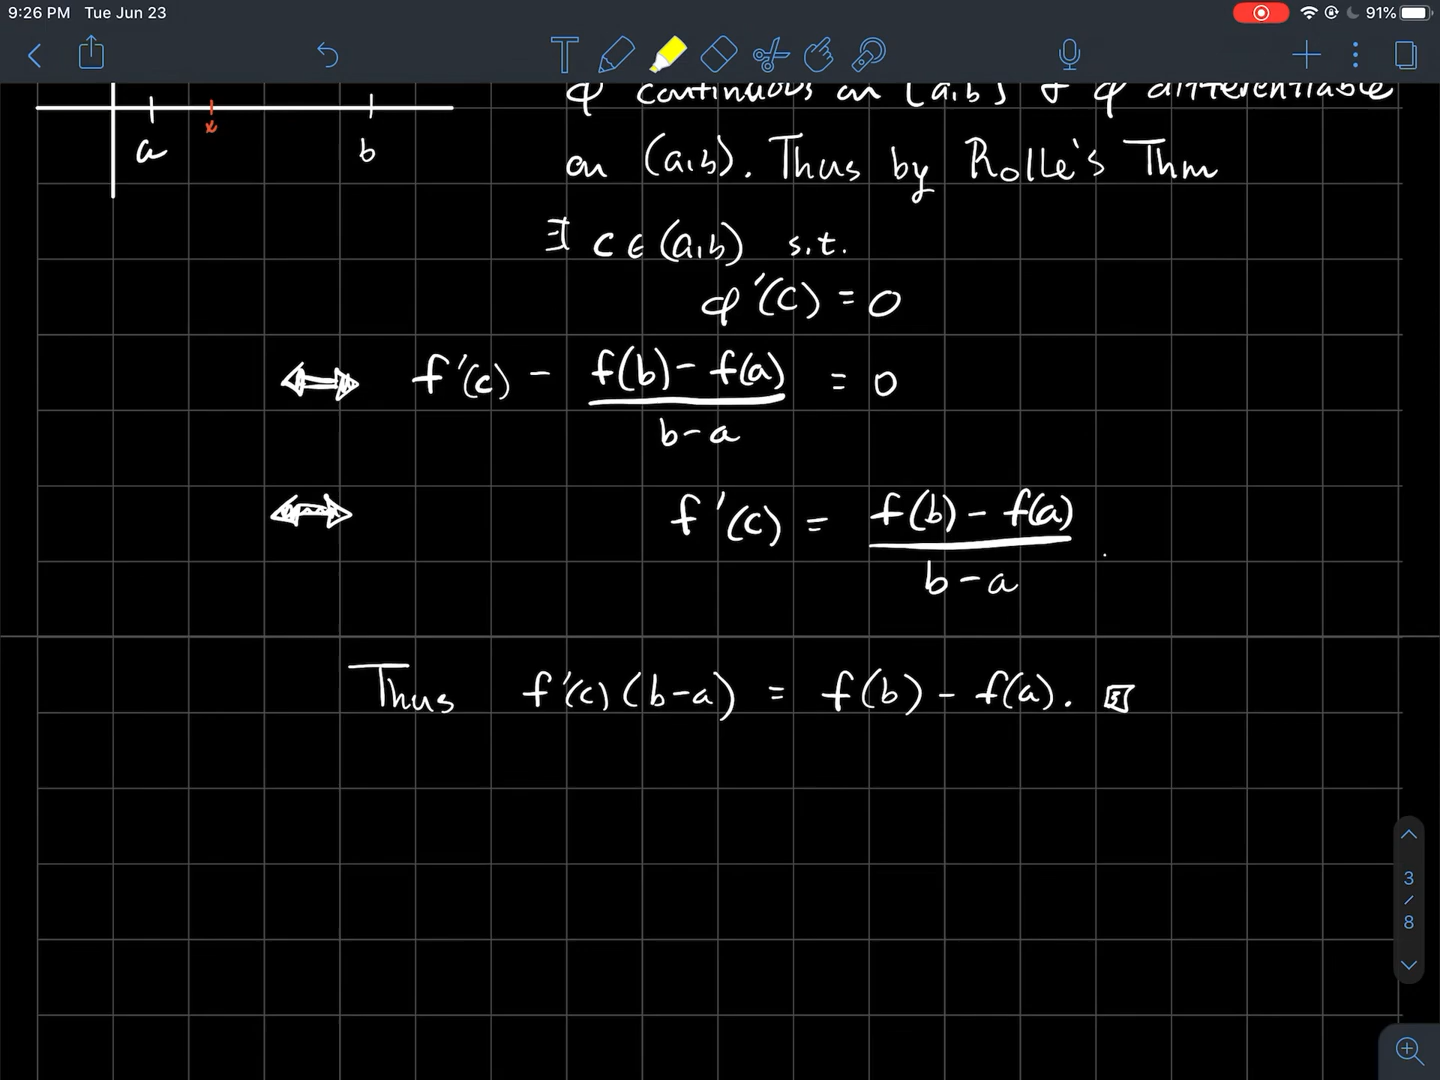 9:26 PM Tue Jun 23
91%
φ continuous on [a,b] & φ differentiable
a x b
on (a,b). Thus by Rolle's Thm
∃ c ∈ (a,b) s.t.
φ'(c) = 0
⟷ f'(c) - f(b) - f(a) = 0
b - a
⟷ f'(c) = f(b) - f(a)
b - a
.
Thus f'(c) (b-a) = f(b) - f(a).
3
/
8